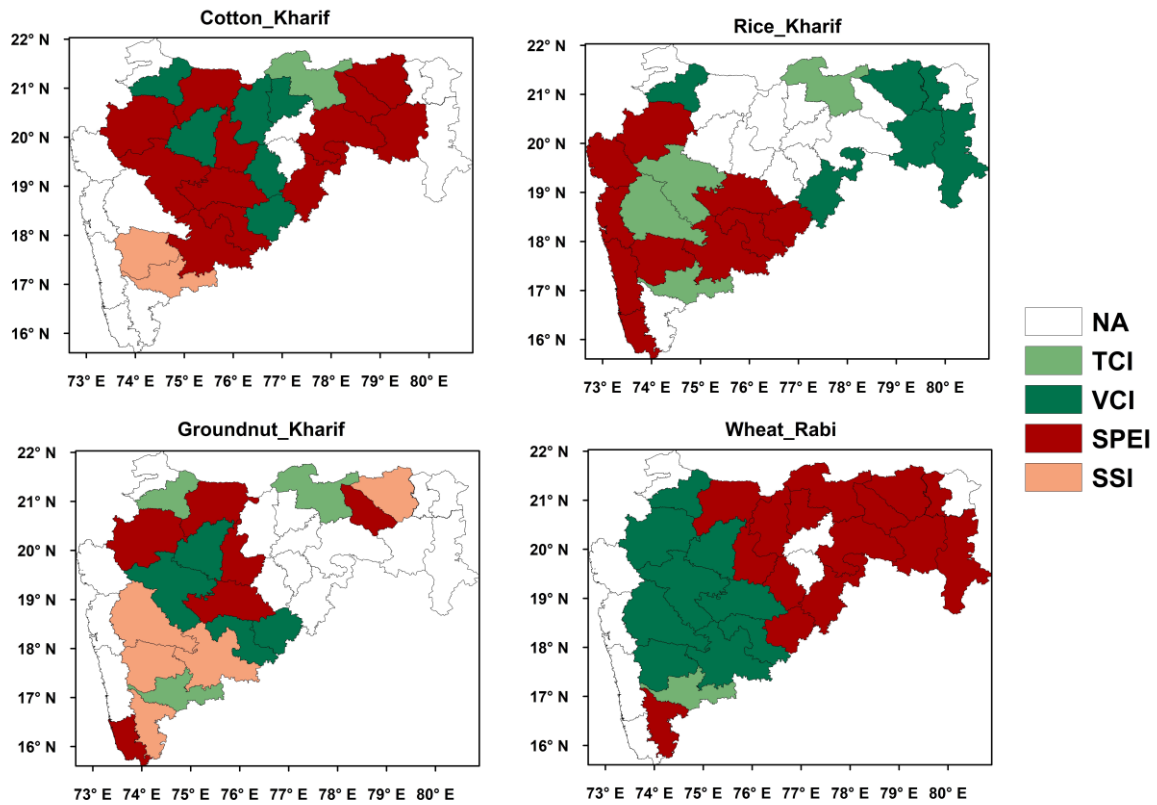 Cotton_Kharif
22° N
21° N
20° N
19° N
18° N
17° N
16° N
73° E 74° E 75° E 76° E 77° E 78° E 79° E 80° E
Rice_Kharif
22° N
21° N
20° N
19° N
18° N
17° N
16° N
73° E 74° E 75° E 76° E 77° E 78° E 79° E 80° E
NA
TCI
VCI
SPEI
SSI
Groundnut_Kharif
22° N
21° N
20° N
19° N
18° N
17° N
16° N
73° E 74° E 75° E 76° E 77° E 78° E 79° E 80° E
Wheat_Rabi
22° N
21° N
20° N
19° N
18° N
17° N
16° N
73° E 74° E 75° E 76° E 77° E 78° E 79° E 80° E